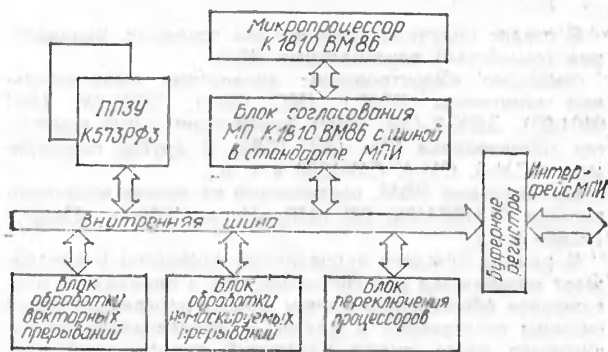 Микропроцессор
К 1810 ВМ86
ППЗУ
К573РФ3
Блок согласования
МП К1810 ВМ86 с шиной
в стандарте МПИ
Интер-
фейс МПИ
Внутренняя шина
Буферные
регистры
Блок
обработки
векторных
прерываний
Блок
обработки
немаскируемых
прерываний
Блок
переключения
процессоров